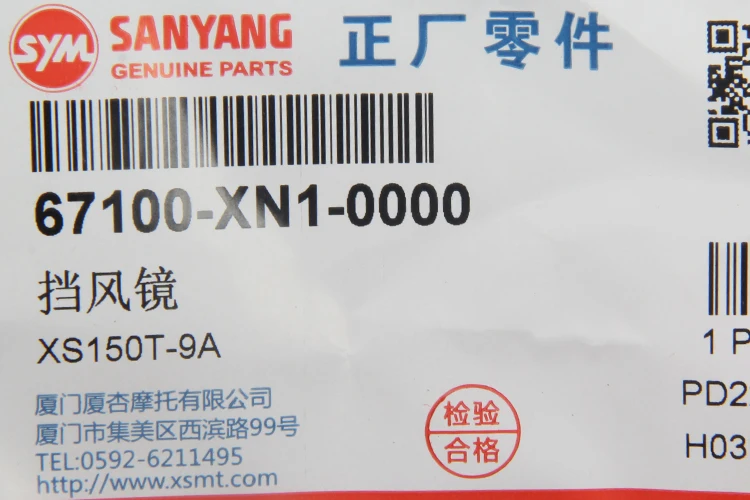 SYM SANYANG 正厂零件
GENUINE PARTS
67100-XN1-0000
挡风镜
XS150T-9A
1 P
PD2
H03
厦门厦杏摩托有限公司
厦门市集美区西滨路99号
TEL:0592-6211495
http://www.xsmt.com
检验
合格